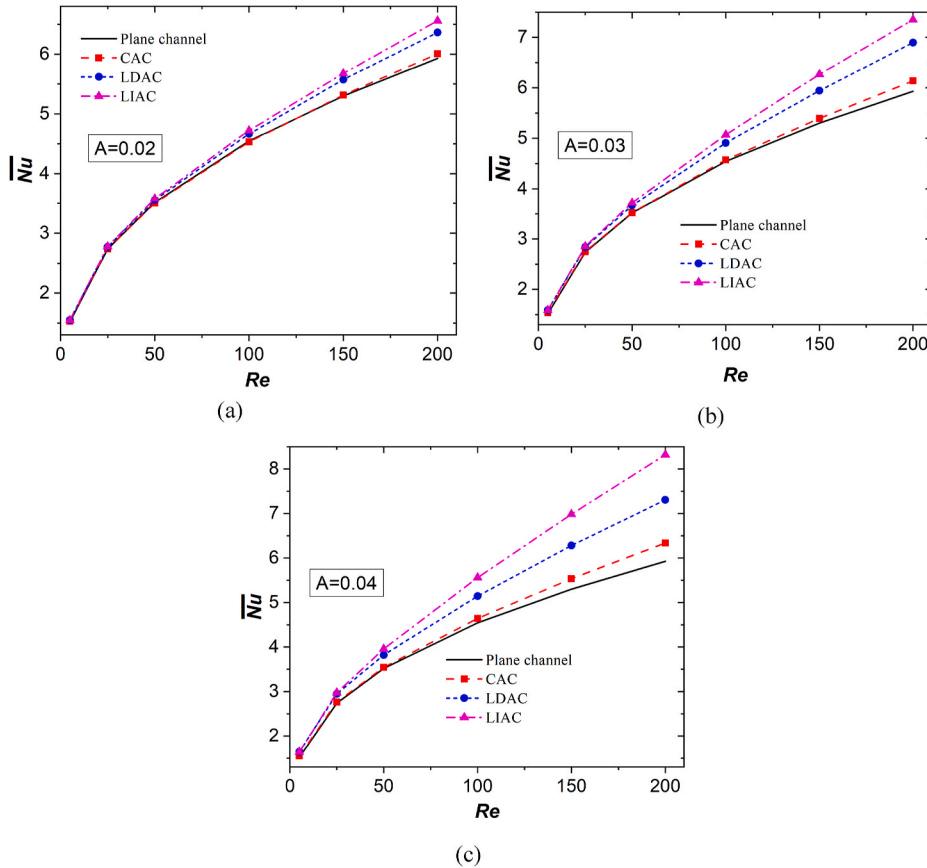 6
5
4
3
2
Nu
Plane channel
CAC
LDAC
LIAC
A=0.02
0 50 100 150 200
Re
(a)
7
6
5
4
3
2
Nu
A=0.03
Plane channel
CAC
LDAC
LIAC
0 50 100 150 200
Re
(b)
8
7
6
5
4
3
2
Nu
A=0.04
Plane channel
CAC
LDAC
LIAC
0 50 100 150 200
Re
(c)